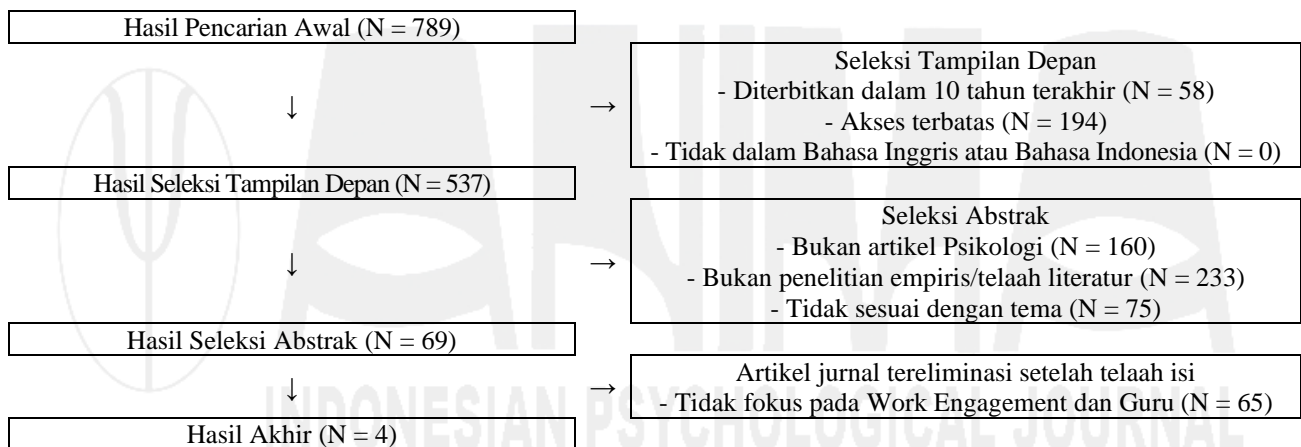 Hasil Pencarian Awal (N = 789)
↓
→
Seleksi Tampilan Depan
- Diterbitkan dalam 10 tahun terakhir (N = 58)
- Akses terbatas (N = 194)
- Tidak dalam Bahasa Inggris atau Bahasa Indonesia (N = 0)
Hasil Seleksi Tampilan Depan (N = 537)
↓
→
Seleksi Abstrak
- Bukan artikel Psikologi (N = 160)
- Bukan penelitian empiris/telaah literatur (N = 233)
- Tidak sesuai dengan tema (N = 75)
Hasil Seleksi Abstrak (N = 69)
↓
→
Artikel jurnal tereliminasi setelah telaah isi
- Tidak fokus pada Work Engagement dan Guru (N = 65)
Hasil Akhir (N = 4)
ANIMA
INDONESIAN PSYCHOLOGICAL JOURNAL